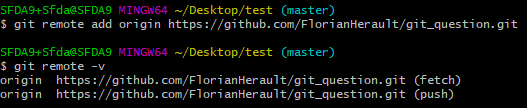 SFDA9+Sfda@SFDA9 MINGW64 ~/Desktop/test (master)
$ git remote add origin https://github.com/FlorianHerault/git_question.git
SFDA9+Sfda@SFDA9 MINGW64 ~/Desktop/test (master)
$ git remote -v
origin  https://github.com/FlorianHerault/git_question.git (fetch)
origin  https://github.com/FlorianHerault/git_question.git (push)